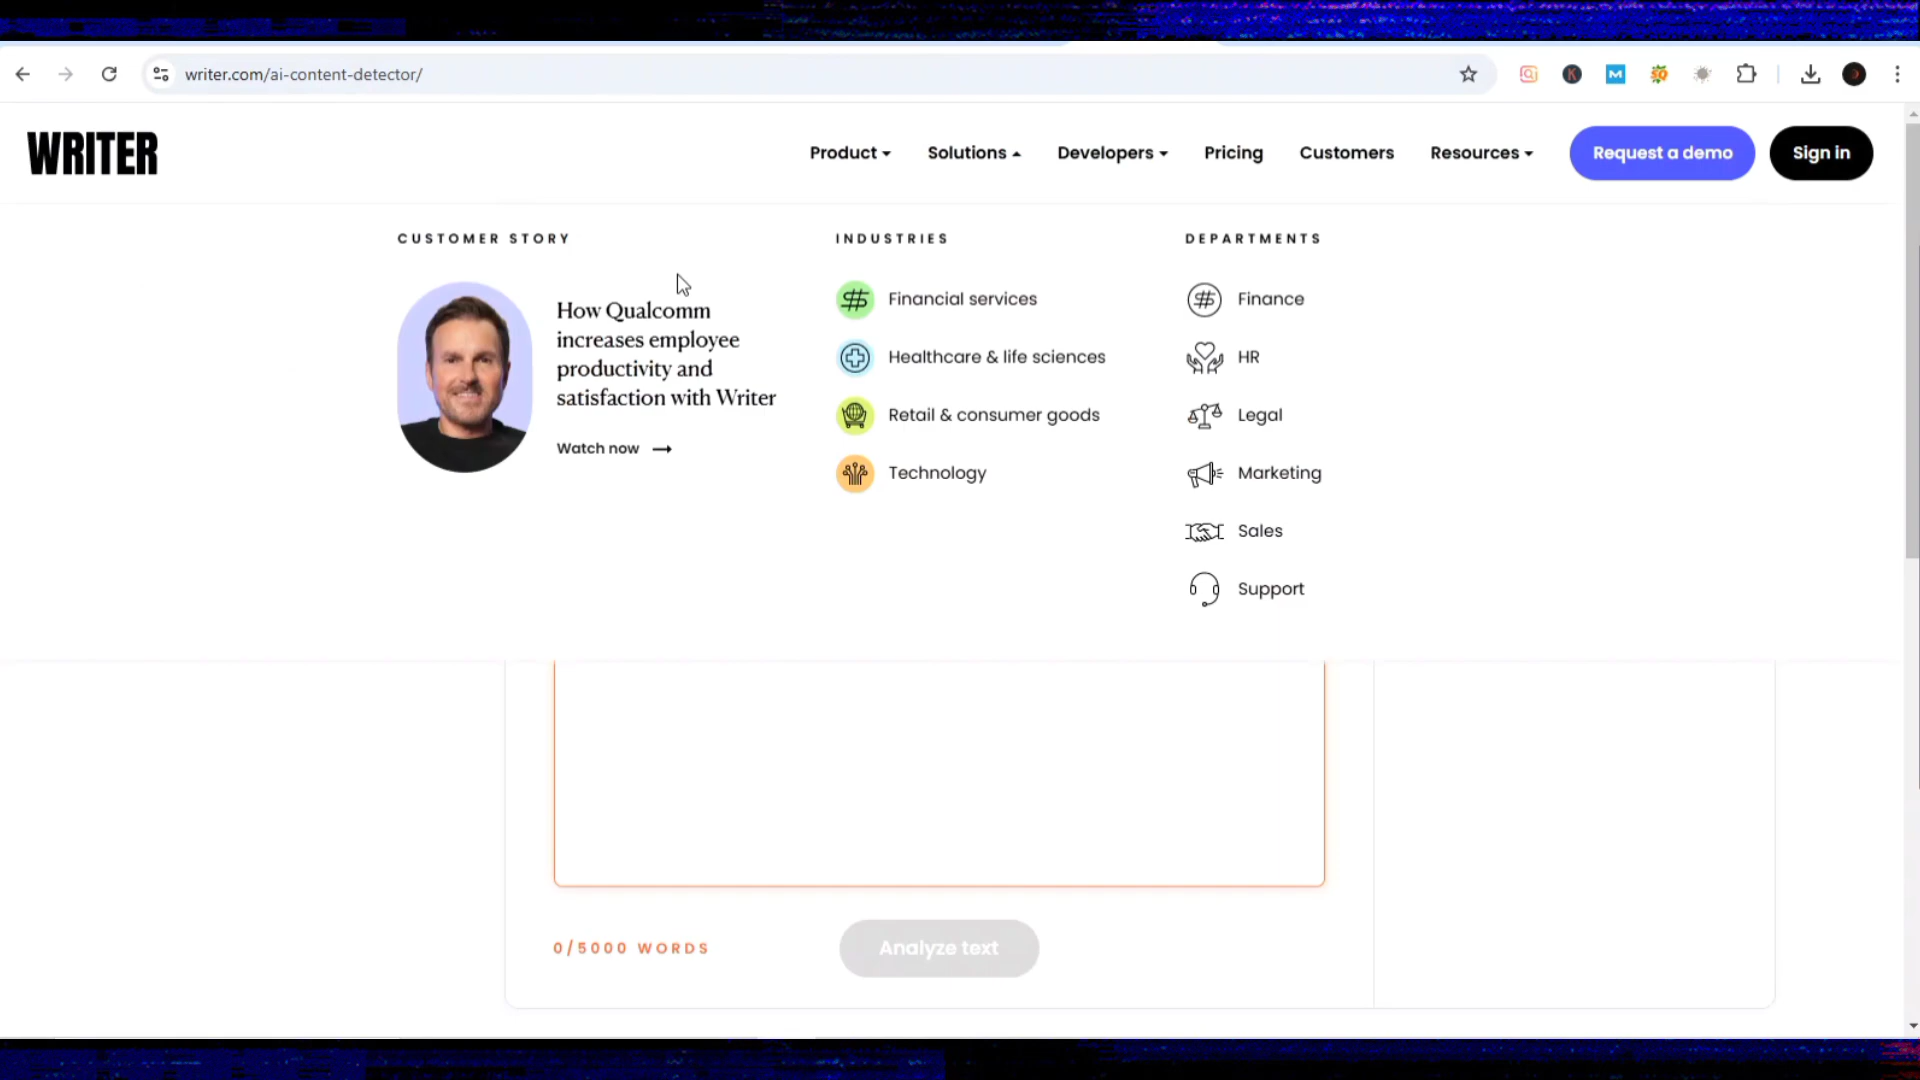 writer.com/ai-content-detector/
WRITER
Product
Solutions
Developers
Pricing
Customers
Resources
Request a demo
Sign in
CUSTOMER STORY
How Qualcomm
increases employee
productivity and
satisfaction with Writer
Watch now
INDUSTRIES
Financial services
Healthcare & life sciences
Retail & consumer goods
Technology
DEPARTMENTS
Finance
HR
Legal
Marketing
Sales
Support
0/5000 WORDS
Analyze text